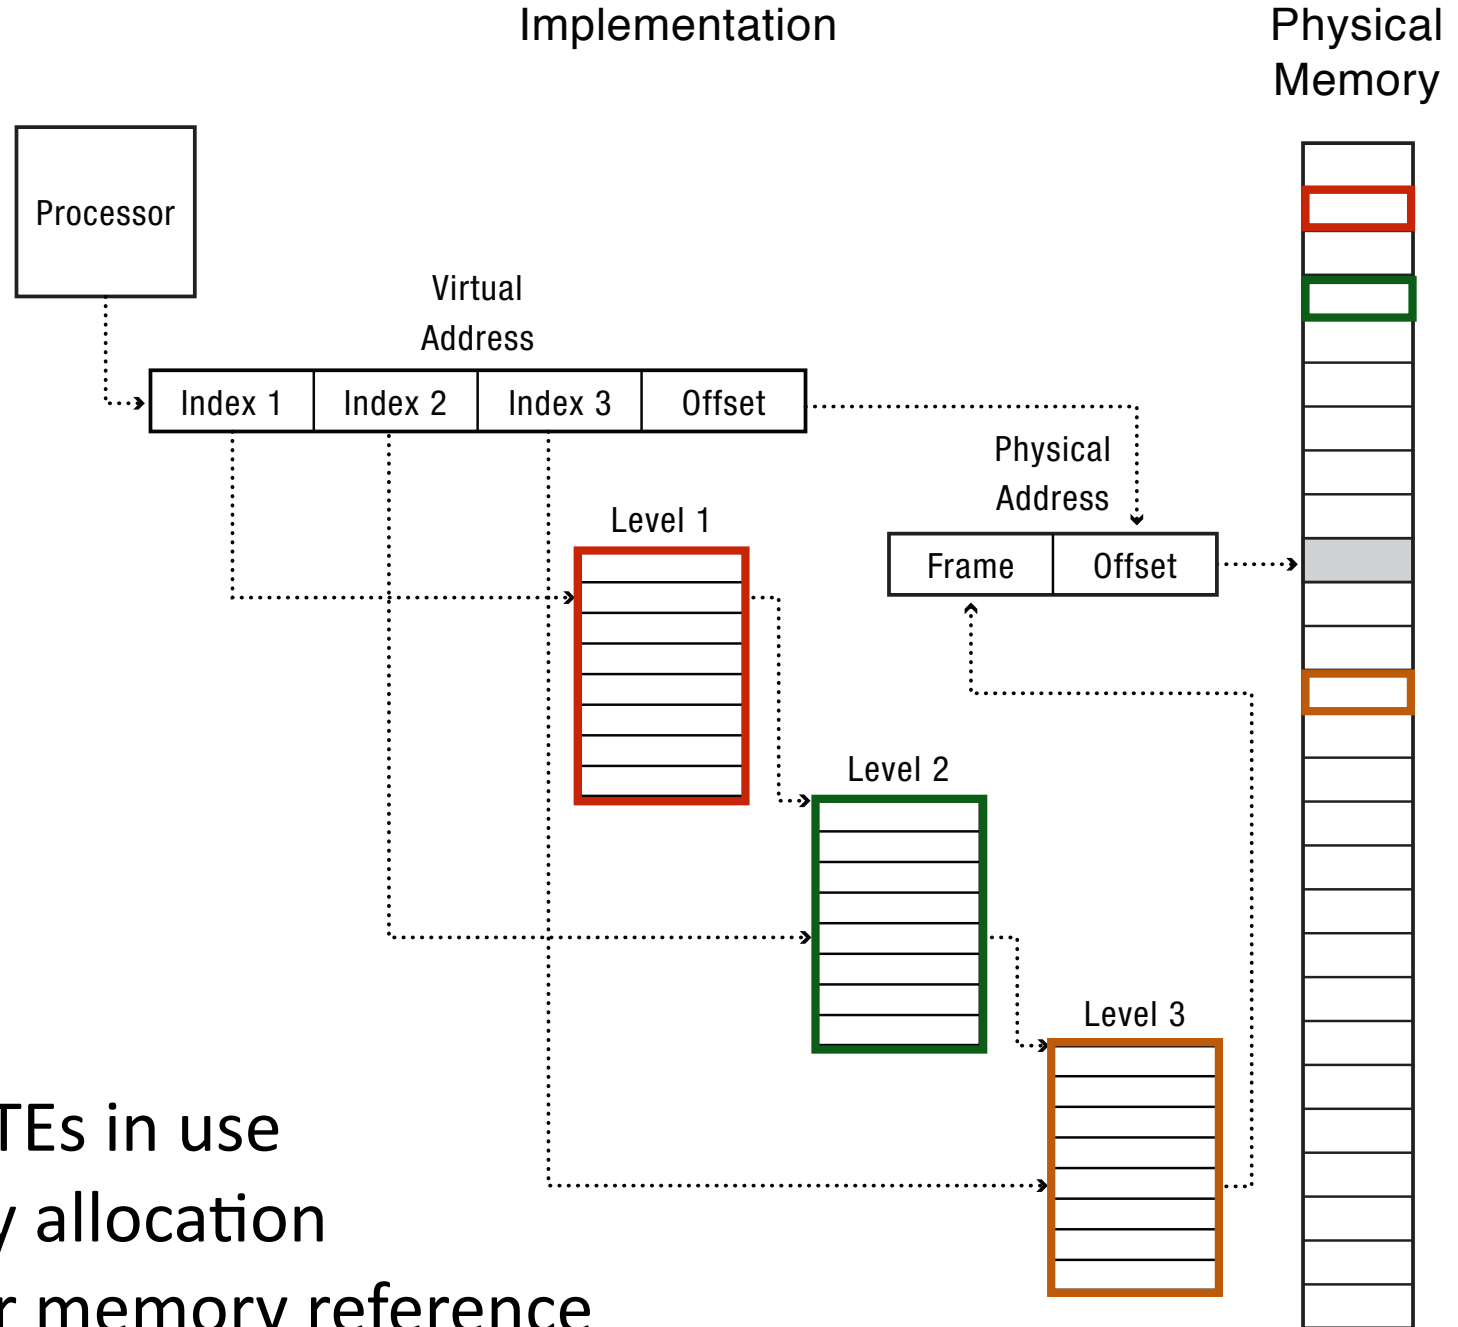 Implementation
Physical
Memory
Processor
Virtual
Address
Index 1 Index 2 Index 3 Offset
Physical
Address
Level 1
Frame Offset
Level 2
Level 3
TEs in use
y allocation
r memory reference